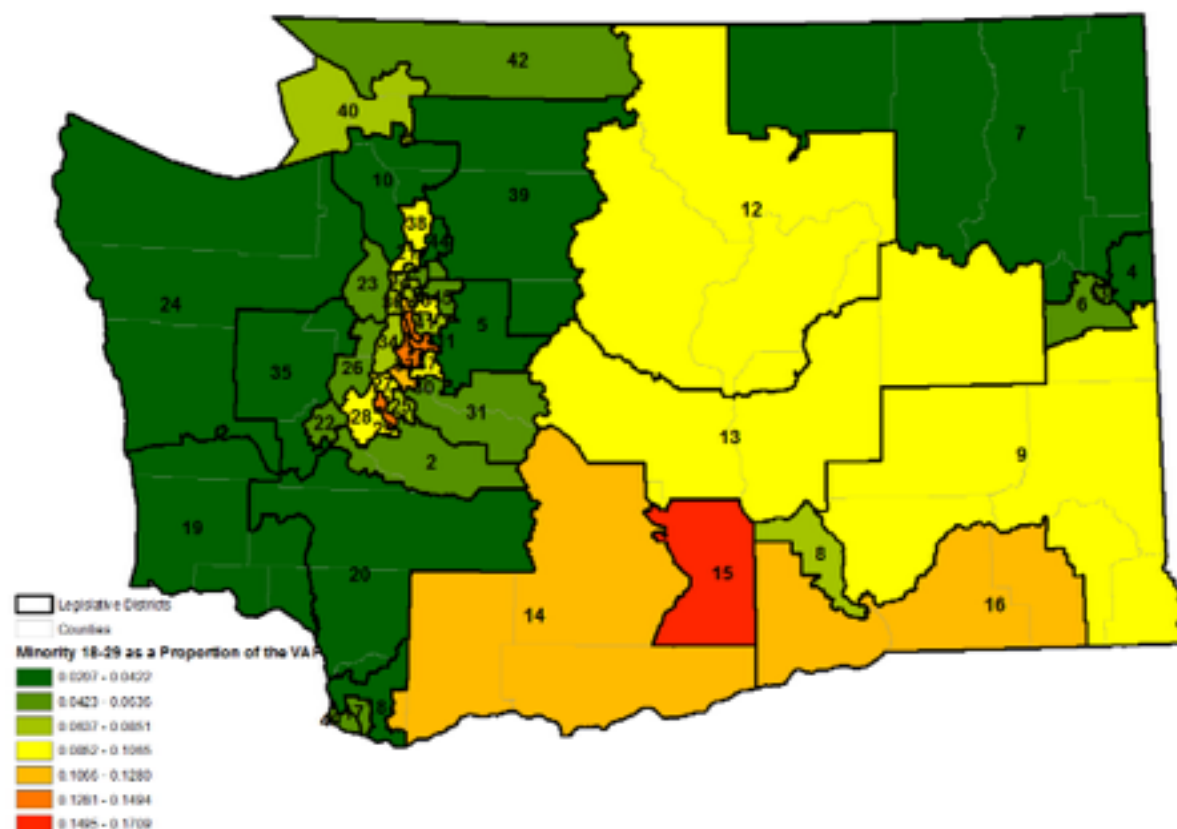 42
40
7
10
39
12
38
4
23
6
24
5
34
35
26
31
22
28
13
2
9
19
8
15
20
14
16
Legislative Districts
Counties
Minority 18-29 as a Proportion of the VAP
0.0207 - 0.0422
0.0423 - 0.0636
0.0637 - 0.0851
0.0852 - 0.1065
0.1066 - 0.1280
0.1281 - 0.1494
0.1495 - 0.1709